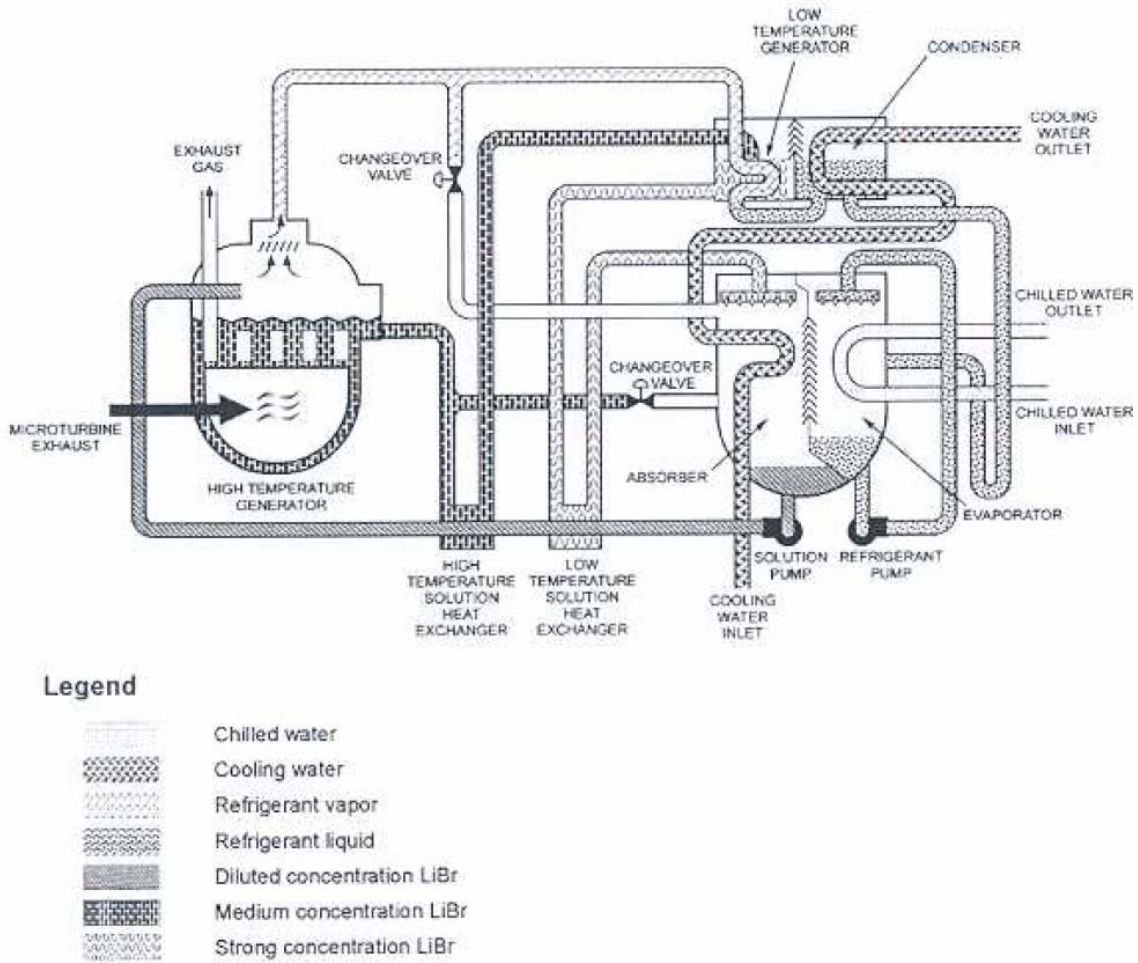 LOW
TEMPERATURE
GENERATOR
CONDENSER
COOLING
WATER
OUTLET
EXHAUST
GAS
CHANGEOVER
VALVE
CHILLED WATER
OUTLET
CHANGEOVER
VALVE
MICROTURBINE
EXHAUST
CHILLED WATER
INLET
HIGH TEMPERATURE
GENERATOR
ABSORBER
EVAPORATOR
SOLUTION
PUMP
REFRIGERANT
PUMP
HIGH
TEMPERATURE
SOLUTION
HEAT
EXCHANGER
LOW
TEMPERATURE
SOLUTION
HEAT
EXCHANGER
COOLING
WATER
INLET
Legend
Chilled water
Cooling water
Refrigerant vapor
Refrigerant liquid
Diluted concentration LiBr
Medium concentration LiBr
Strong concentration LiBr